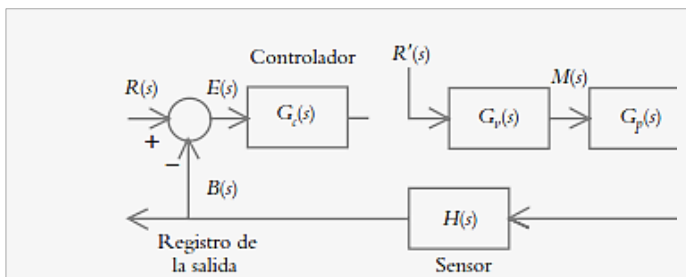 Controlador
R'(s)
R(s)
E(s)
M(s)
G_c(s)
G_v(s)
G_p(s)
+
−
B(s)
H(s)
Registro de
la salida
Sensor